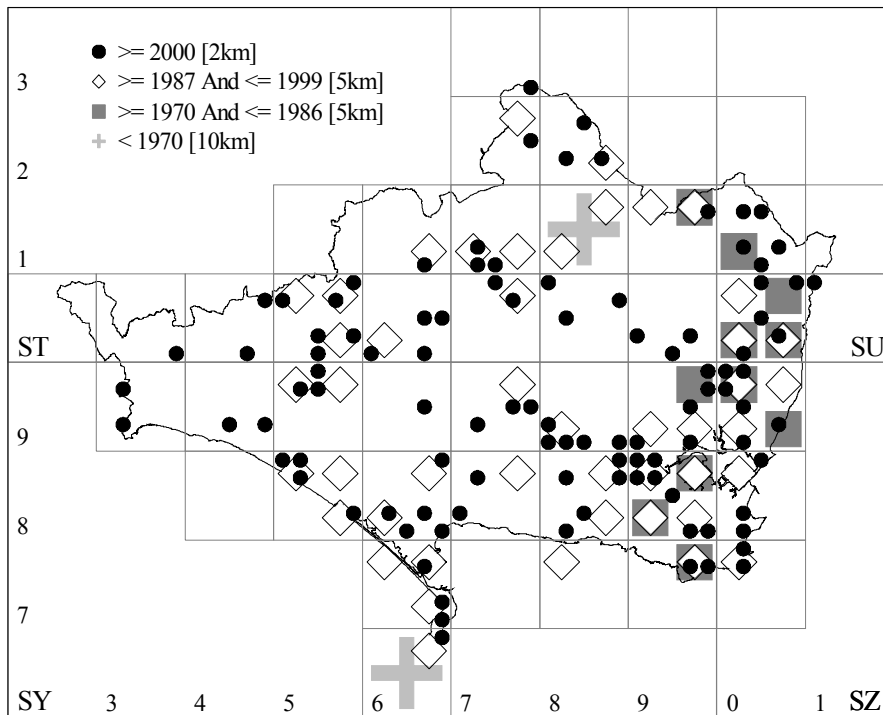 >= 2000 [2km]
>= 1987 And <= 1999 [5km]
>= 1970 And <= 1986 [5km]
< 1970 [10km]
3
2
1
ST SU
9
8
7
SY 3 4 5 6 7 8 9 0 1 SZ